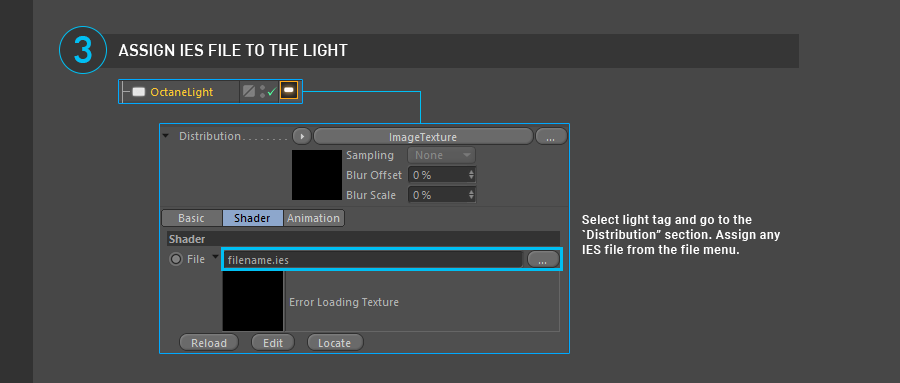 3 ASSIGN IES FILE TO THE LIGHT
OctaneLight
Distribution........ ImageTexture ...
Sampling None
Blur Offset 0 %
Blur Scale 0 %
Basic Shader Animation
Shader
File filename.ies ...
Error Loading Texture
Reload Edit Locate
Select light tag and go to the
`Distribution” section. Assign any
IES file from the file menu.